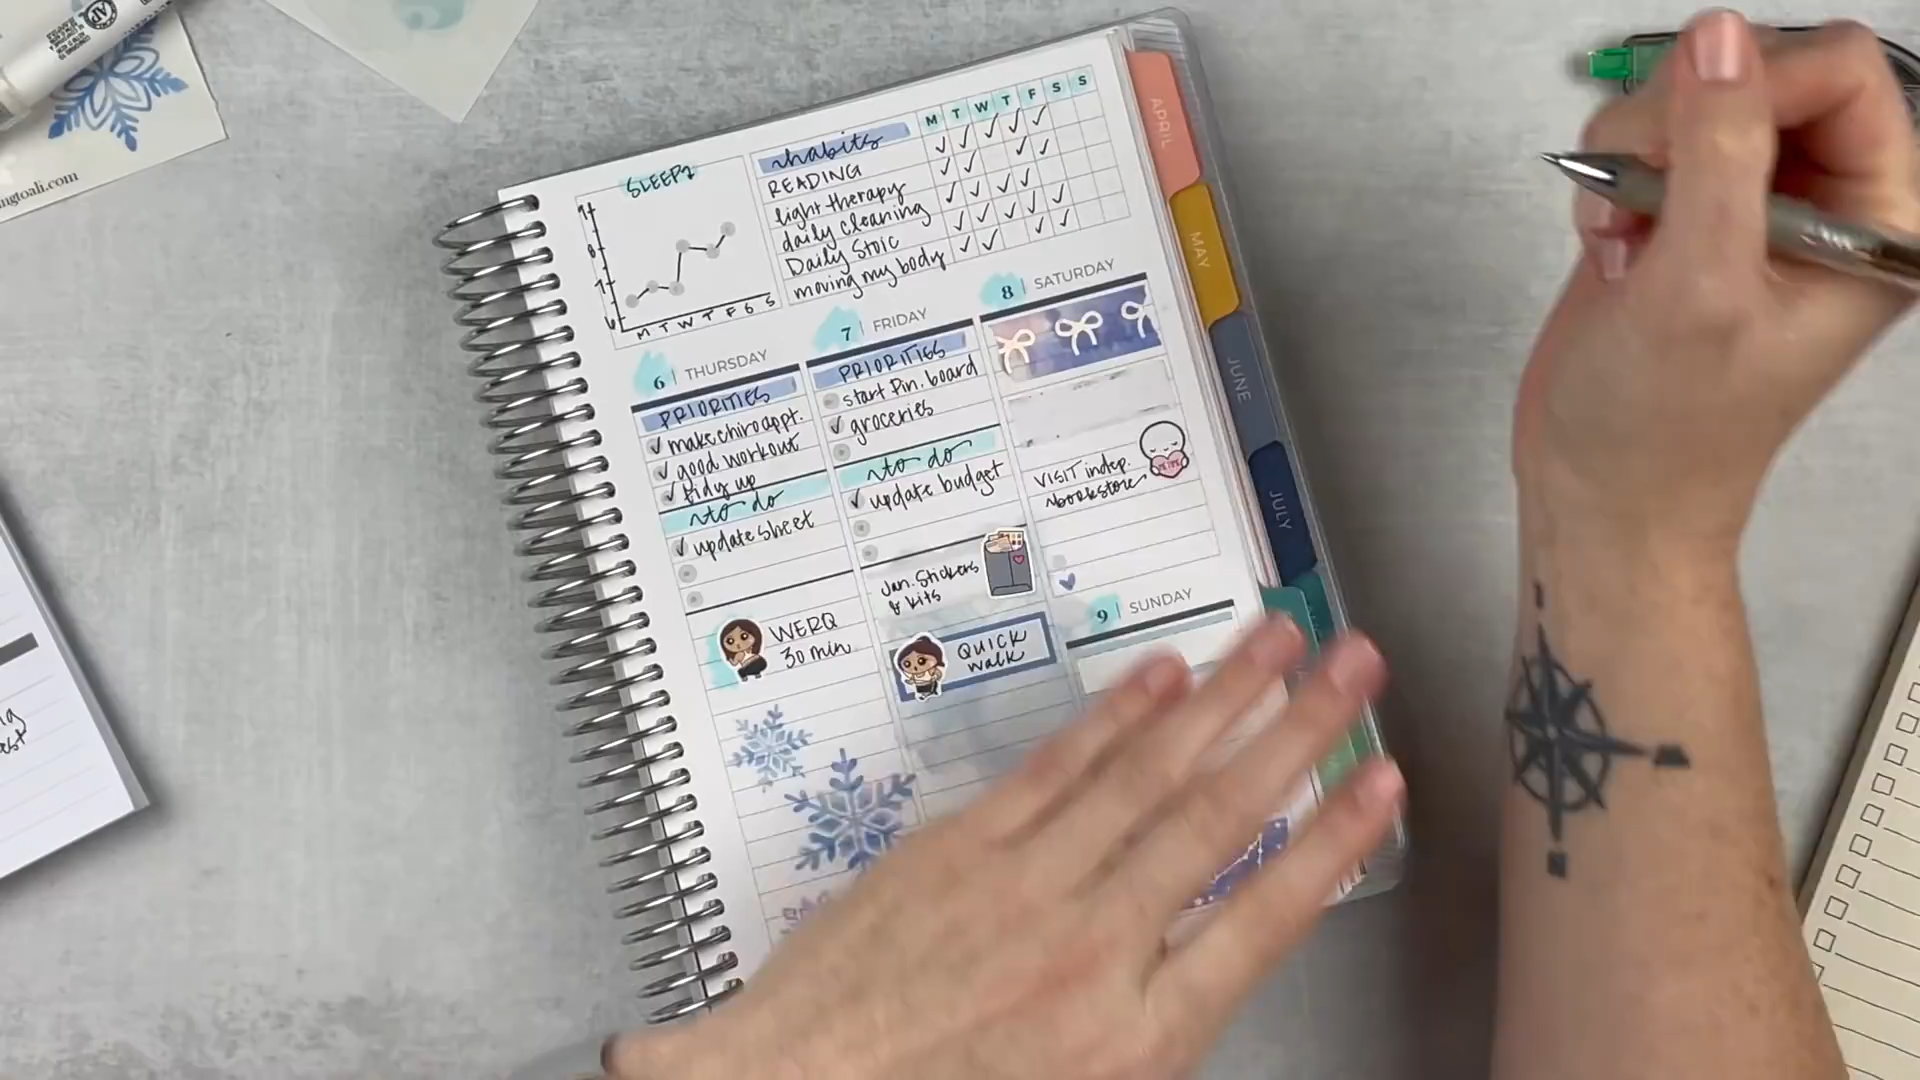 ngtoali.com
SLEEP
M T W T F S S
habits
READING
light therapy
daily cleaning
Daily Stoic
moving my body
M T W T F S S
6 | THURSDAY
PRIORITIES
make chiro appt.
good workout
tidy up
to do
update sheet
WERQ
30 min
7 | FRIDAY
PRIORITIES
start Pin. board
groceries
to do
update budget
Jan. Stickers
& kits
QUICK
walk
8 | SATURDAY
VISIT indep.
bookstore
9 | SUNDAY
APRIL
MAY
JUNE
JULY